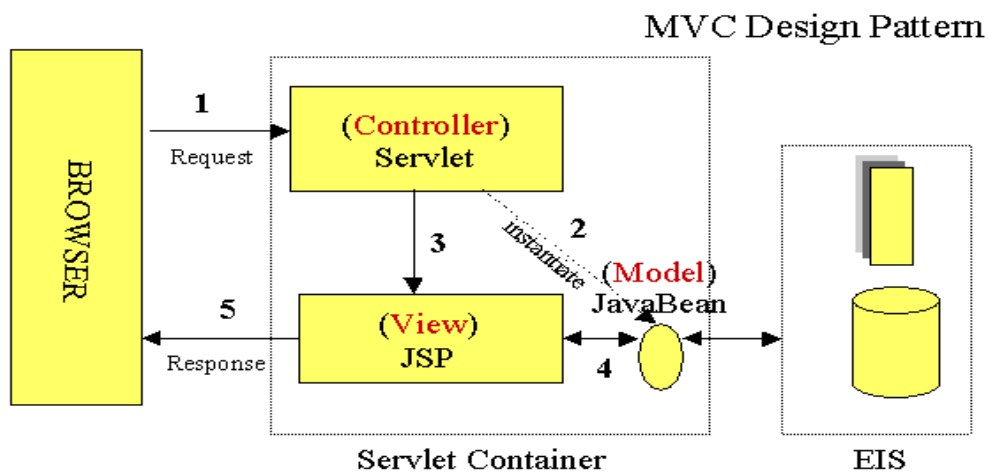 MVC Design Pattern
BROWSER
1
Request
(Controller)
Servlet
2
instantiate
3
(Model)
JavaBean
(View)
JSP
4
5
Response
Servlet Container
EIS